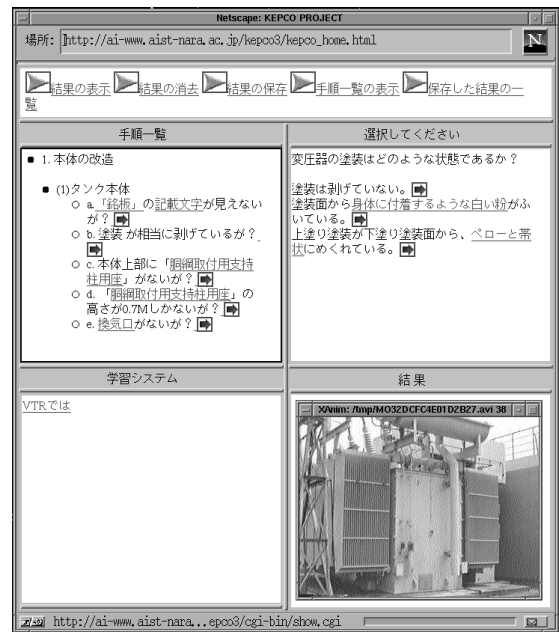 Netscape: KEPCO PROJECT
場所: http://ai-www.aist-nara.ac.jp/kepco3/kepco_home.html
N
結果の表示 結果の消去 結果の保存 手順一覧の表示 保存した結果の一
覧
手順一覧
1. 本体の改造
(1)タンク本体
a.「銘板」の記載文字が見えない
が?
b. 塗装 が相当に剥げているが?
c. 本体上部に「胴綱取付用支持
柱用座」がないが?
d. 「胴綱取付用支持柱用座」の
高さが0.7Mしかないが?
e. 換気口がないが?
選択してください
変圧器の塗装はどのような状態であるか?
塗装は剥げていない。
塗装面から身体に付着するような白い粉がふ
いている。
上塗り塗装が下塗り塗装面から、ペローと帯
状にめくれている。
学習システム
VTRでは
結果
XAnim: /tmp/MO32DCFC4E01D2B27.avi 38
http://ai-www.aist-nara...epco3/cgi-bin/show.cgi